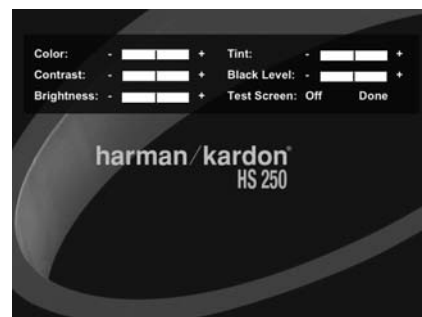 Color: - + Tint: - +
Contrast: - + Black Level: - +
Brightness: - + Test Screen: Off Done
harman/kardon®
HS 250